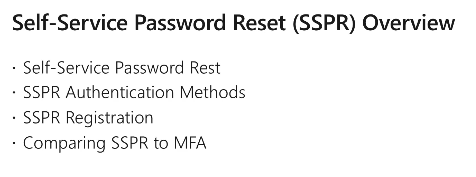 Self-Service Password Reset (SSPR) Overview
· Self-Service Password Rest
· SSPR Authentication Methods
· SSPR Registration
· Comparing SSPR to MFA